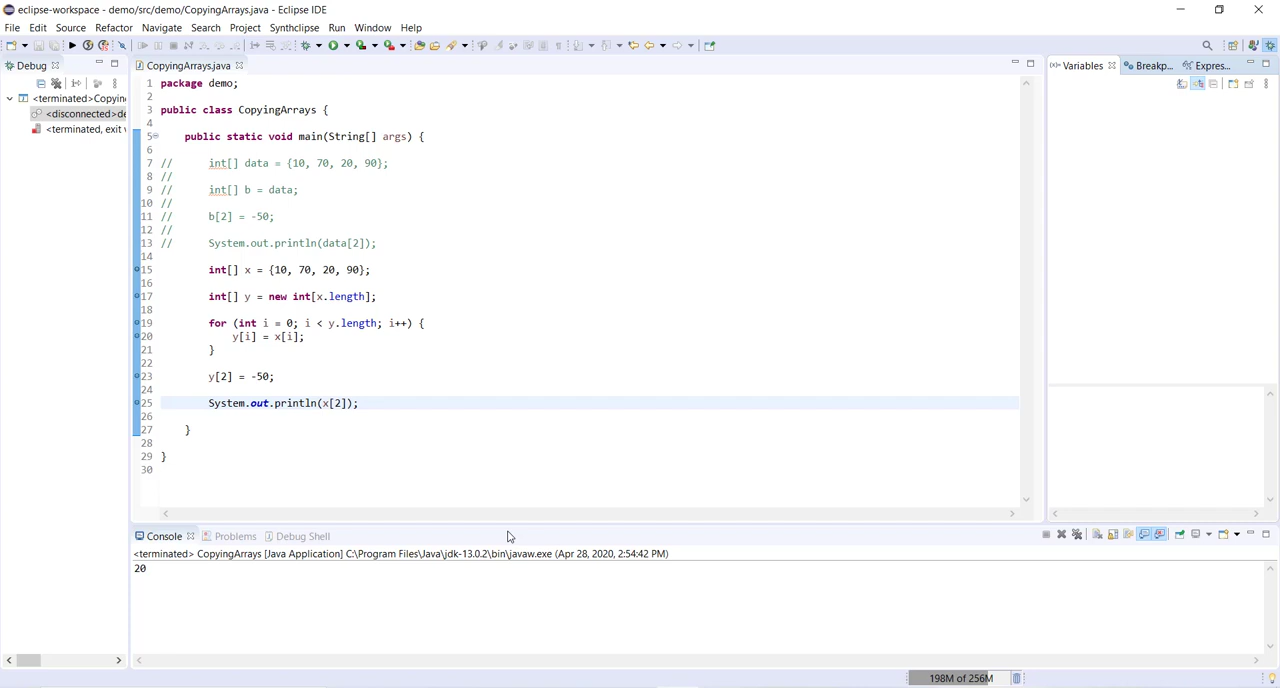 eclipse-workspace - demo/src/demo/CopyingArrays.java - Eclipse IDE
File Edit Source Refactor Navigate Search Project Synthclipse Run Window Help
Debug
CopyingArrays.java
Variables
Breakp...
Expres...
<terminated>Copyin
<disconnected>de
<terminated, exit v
1 package demo;
2
3 public class CopyingArrays {
4
5 public static void main(String[] args) {
6
7 // int[] data = {10, 70, 20, 90};
8 //
9 // int[] b = data;
10 //
11 // b[2] = -50;
12 //
13 // System.out.println(data[2]);
14
15 int[] x = {10, 70, 20, 90};
16
17 int[] y = new int[x.length];
18
19 for (int i = 0; i < y.length; i++) {
20 y[i] = x[i];
21 }
22
23 y[2] = -50;
24
25 System.out.println(x[2]);
26
27 }
28
29 }
30
Console Problems Debug Shell
<terminated> CopyingArrays [Java Application] C:\Program Files\Java\jdk-13.0.2\bin\javaw.exe (Apr 28, 2020, 2:54:42 PM)
20
198M of 256M